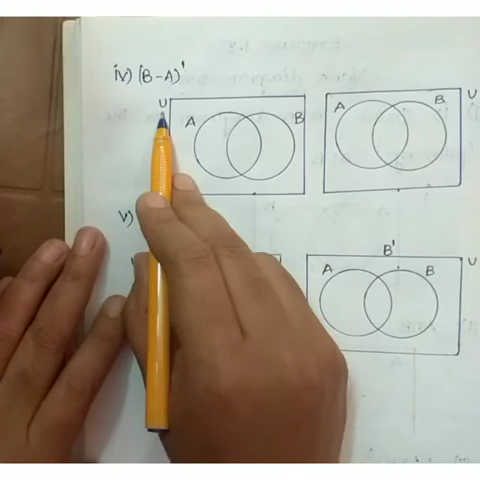 iv) (B-A)'
U
A B
A B U
v)
B'
A B U